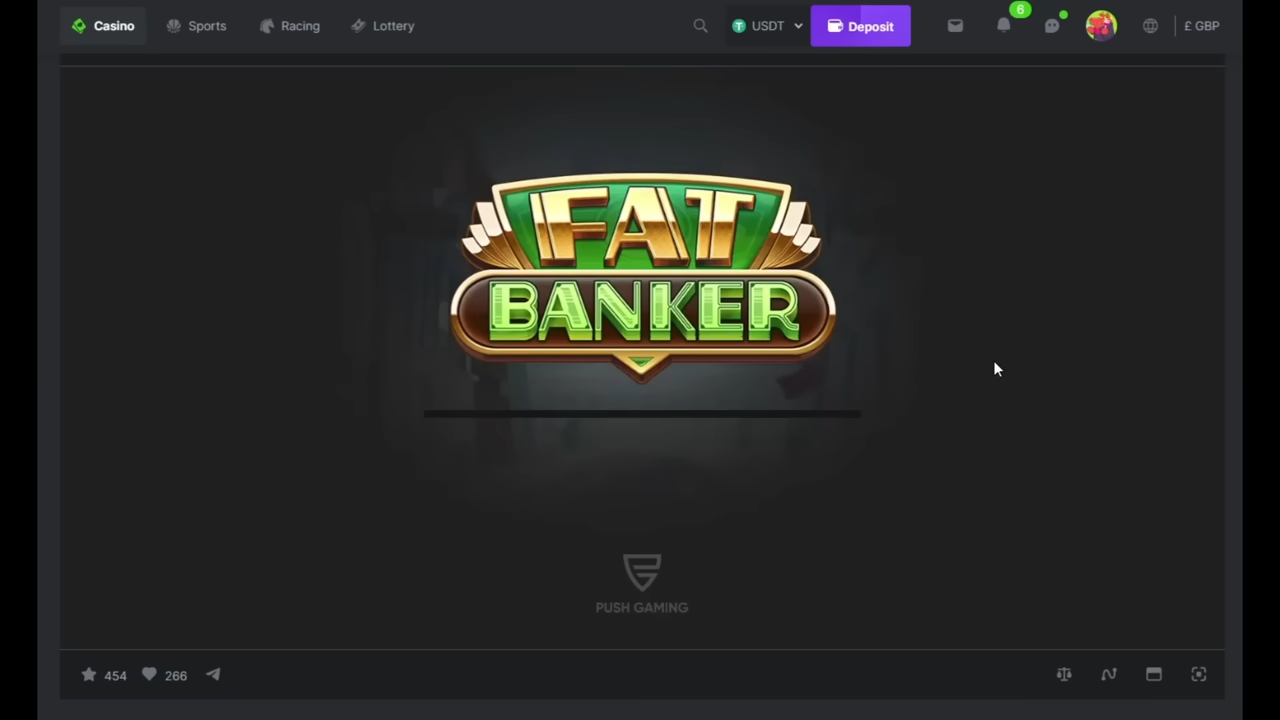 Casino Sports Racing Lottery USDT Deposit 6 £ GBP
FAT
BANKER
PUSH GAMING
454 266